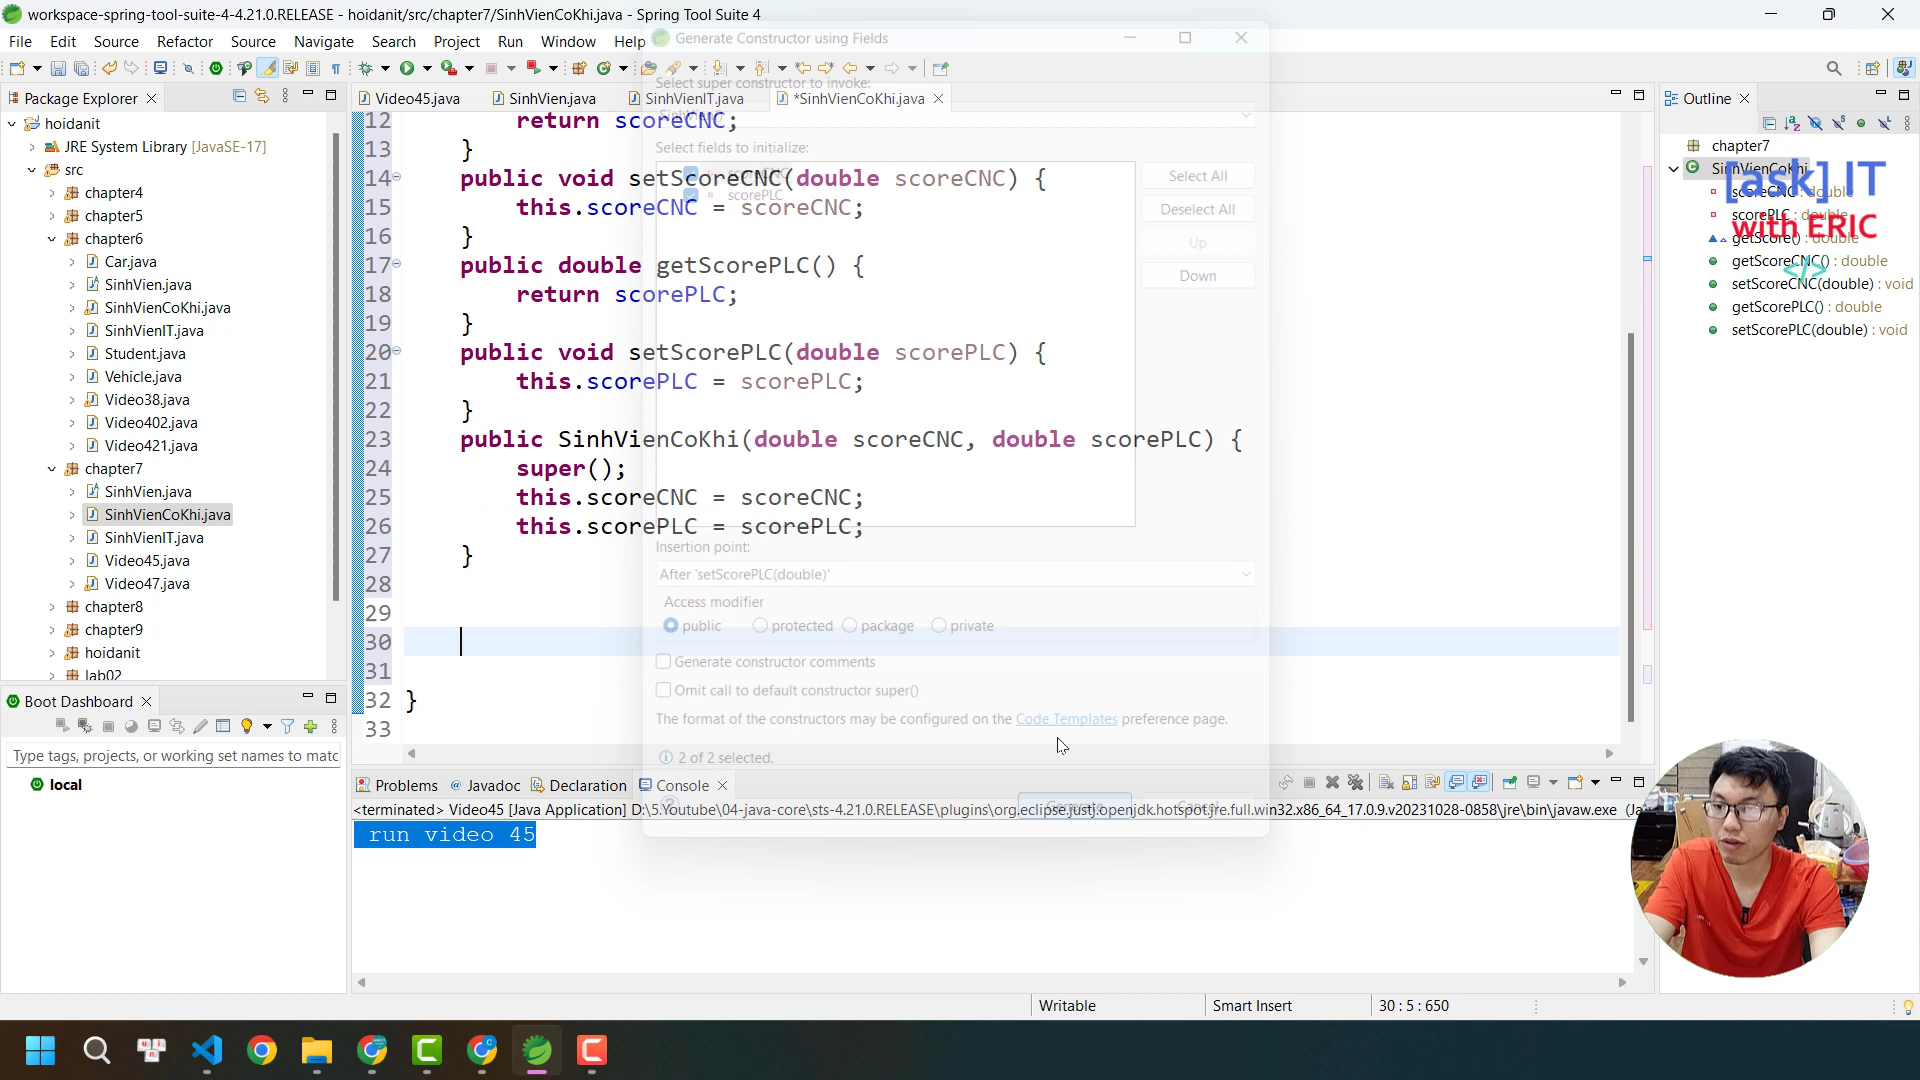 workspace-spring-tool-suite-4-4.21.0.RELEASE - hoidanit/src/chapter7/SinhVienCoKhi.java - Spring Tool Suite 4
File Edit Source Refactor Source Navigate Search Project Run Window Help
Generate Constructor using Fields
Select super constructor to invoke:
Select fields to initialize:
scorePLC
Select All
Deselect All
Up
Down
Insertion point:
After 'setScorePLC(double)'
Access modifier
public protected package private
Generate constructor comments
Omit call to default constructor super()
The format of the constructors may be configured on the Code Templates preference page.
2 of 2 selected.
Package Explorer
hoidanit
JRE System Library [JavaSE-17]
src
chapter4
chapter5
chapter6
Car.java
SinhVien.java
SinhVienCoKhi.java
SinhVienIT.java
Student.java
Vehicle.java
Video38.java
Video402.java
Video421.java
chapter7
SinhVien.java
SinhVienCoKhi.java
SinhVienIT.java
Video45.java
Video47.java
chapter8
chapter9
hoidanit
lab02
Boot Dashboard
Type tags, projects, or working set names to matc
local
Video45.java SinhVien.java SinhVienIT.java *SinhVienCoKhi.java
12 return scoreCNC;
13 }
14 public void setScoreCNC(double scoreCNC) {
15 this.scoreCNC = scoreCNC;
16 }
17 public double getScorePLC() {
18 return scorePLC;
19 }
20 public void setScorePLC(double scorePLC) {
21 this.scorePLC = scorePLC;
22 }
23 public SinhVienCoKhi(double scoreCNC, double scorePLC) {
24 super();
25 this.scoreCNC = scoreCNC;
26 this.scorePLC = scorePLC;
27 }
28
29
30
31
32 }
33
Outline
chapter7
SinhVienCoKhi
scoreCNC : double
scorePLC : double
getScore() : double
getScoreCNC() : double
setScoreCNC(double) : void
getScorePLC() : double
setScorePLC(double) : void
[ask] IT
with ERIC
</>
Problems Javadoc Declaration Console
<terminated> Video45 [Java Application] D:\5.Youtube\04-java-core\sts-4.21.0.RELEASE\plugins\org.eclipse.justj.openjdk.hotspot.jre.full.win32.x86_64_17.0.9.v20231028-0858\jre\bin\javaw.exe (Ja
run video 45
Writable Smart Insert 30 : 5 : 650